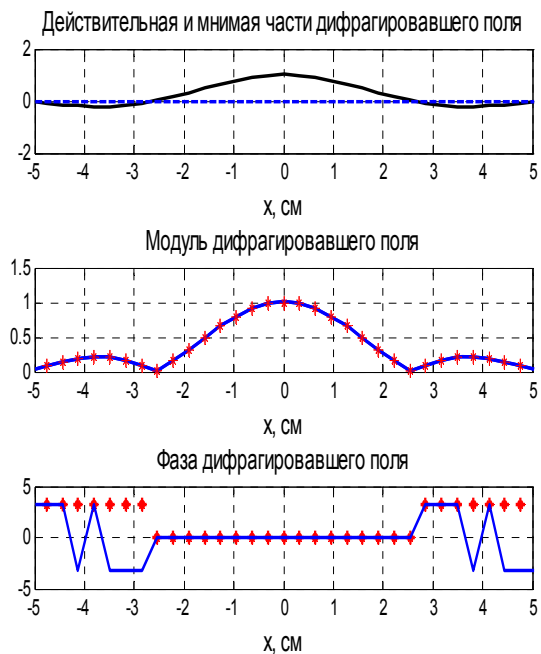 Действительная и мнимая части дифрагировавшего поля
2
0
-2
-5 -4 -3 -2 -1 0 1 2 3 4 5
х, см
Модуль дифрагировавшего поля
1.5
1
0.5
0
-5 -4 -3 -2 -1 0 1 2 3 4 5
х, см
Фаза дифрагировавшего поля
5
0
-5
-5 -4 -3 -2 -1 0 1 2 3 4 5
х, см